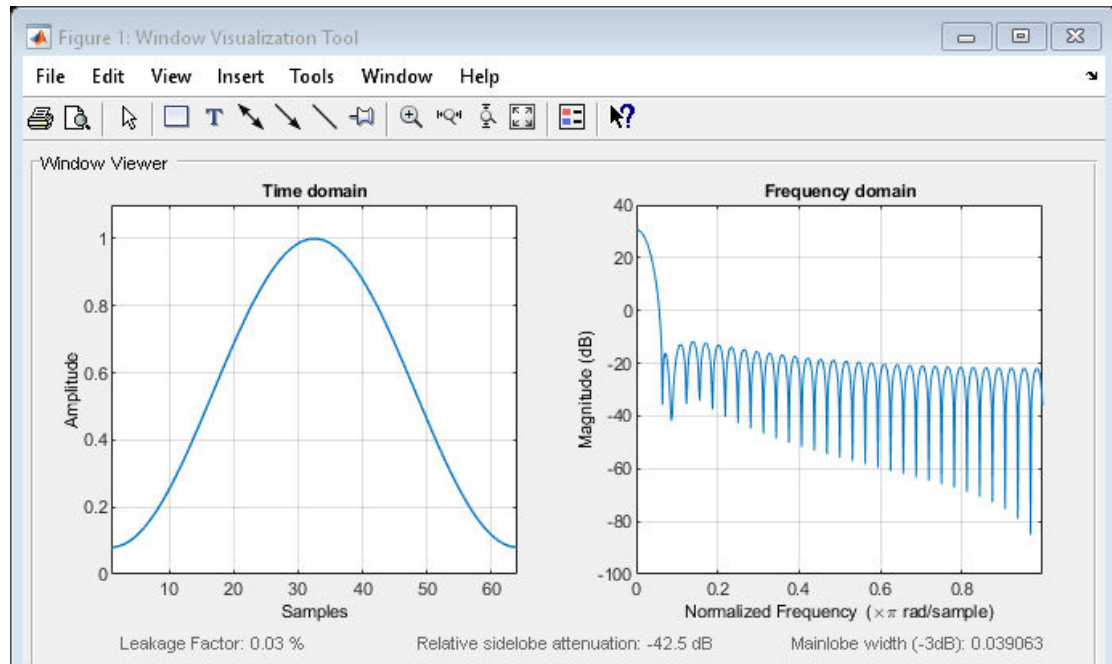 Figure 1: Window Visualization Tool
File Edit View Insert Tools Window Help
T
?
Window Viewer
Time domain
Amplitude
1
0.8
0.6
0.4
0.2
0
10 20 30 40 50 60
Samples
Frequency domain
Magnitude (dB)
40
20
0
-20
-40
-60
-80
-100
0 0.2 0.4 0.6 0.8
Normalized Frequency (×π rad/sample)
Leakage Factor: 0.03 %
Relative sidelobe attenuation: -42.5 dB
Mainlobe width (-3dB): 0.039063